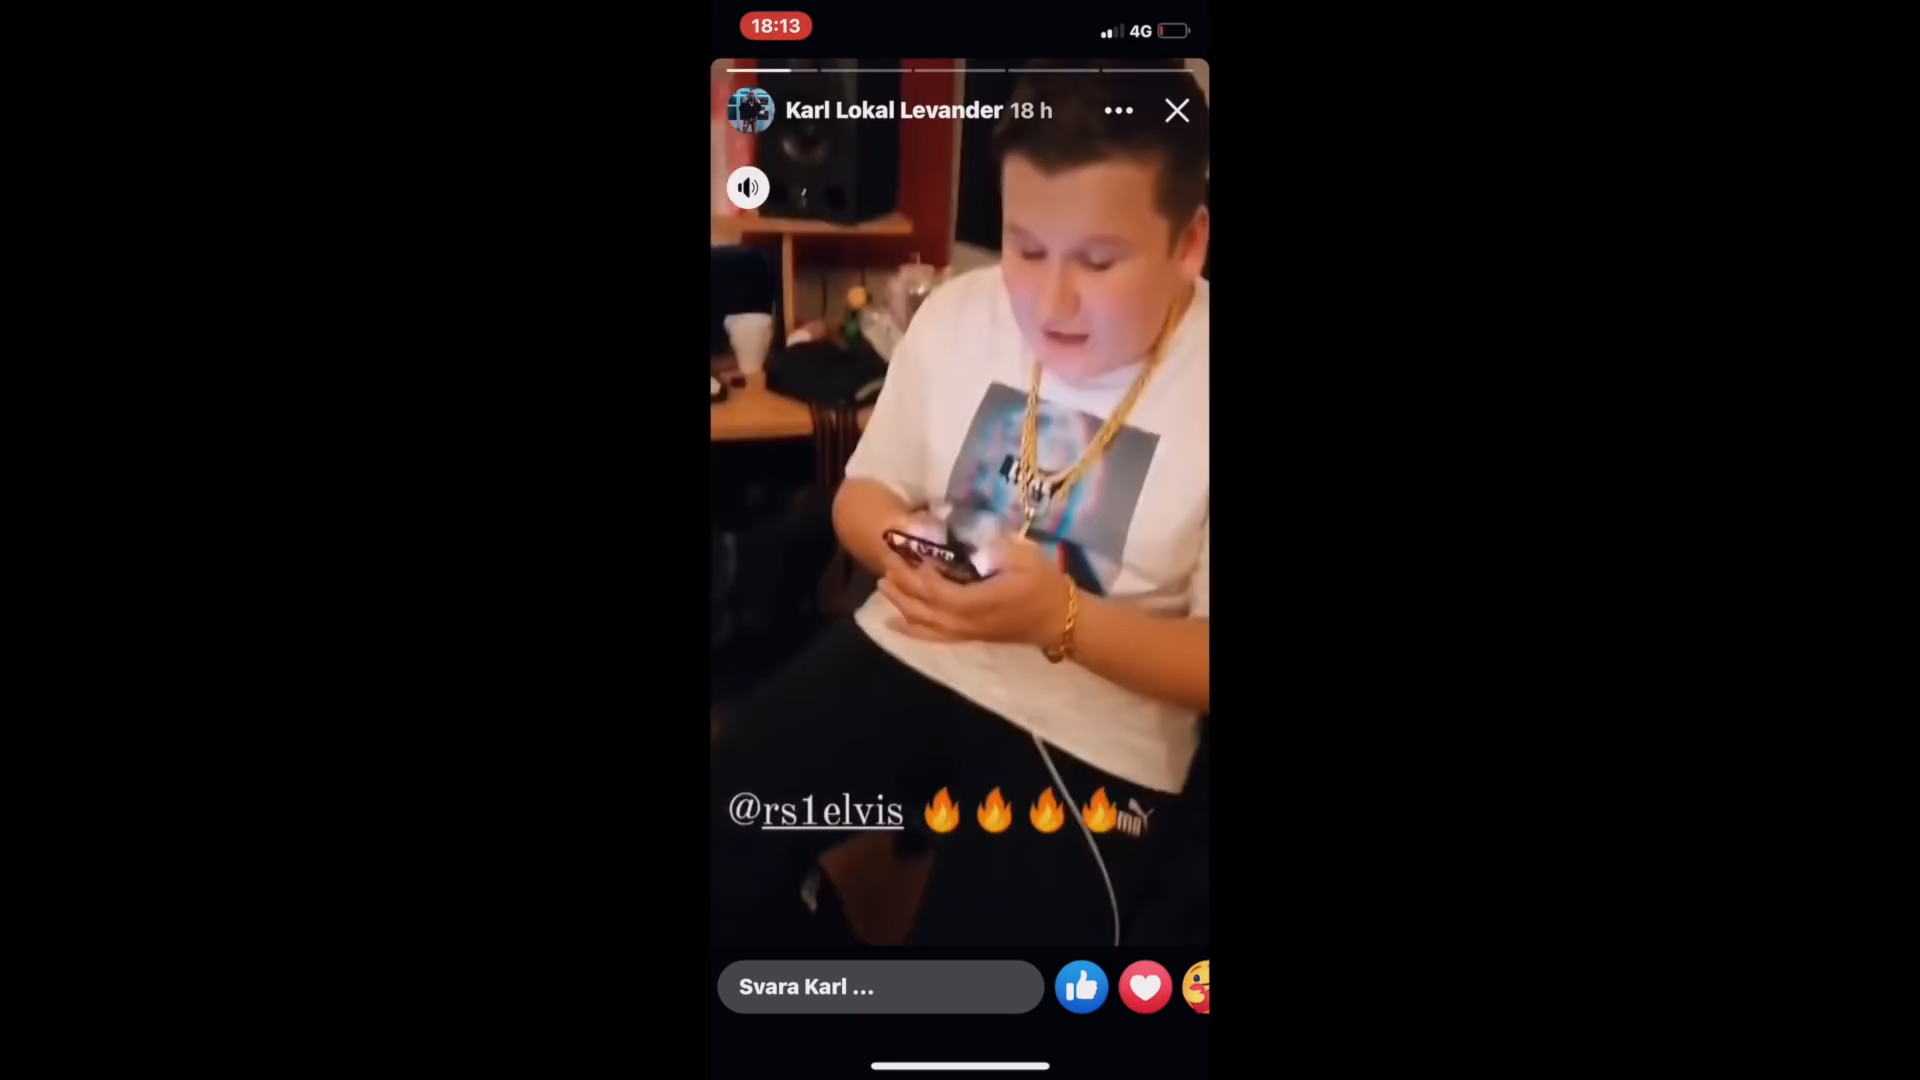 18:13
4G
Karl Lokal Levander 18 h
@rs1elvis 🔥🔥🔥🔥
Svara Karl ...